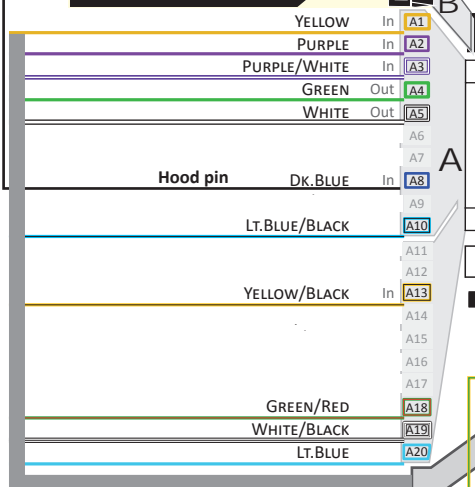 B
YELLOW In A1
PURPLE In A2
PURPLE/WHITE In A3
GREEN Out A4
WHITE Out A5
A6
A7
A
Hood pin DK.BLUE In A8
A9
LT.BLUE/BLACK A10
A11
A12
YELLOW/BLACK In A13
A14
A15
A16
A17
GREEN/RED A18
WHITE/BLACK A19
LT.BLUE A20